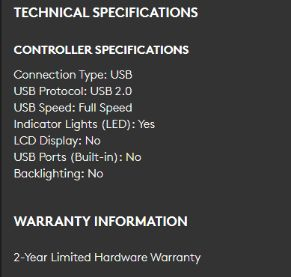 TECHNICAL SPECIFICATIONS
CONTROLLER SPECIFICATIONS
Connection Type: USB
USB Protocol: USB 2.0
USB Speed: Full Speed
Indicator Lights (LED): Yes
LCD Display: No
USB Ports (Built-in): No
Backlighting: No
WARRANTY INFORMATION
2-Year Limited Hardware Warranty